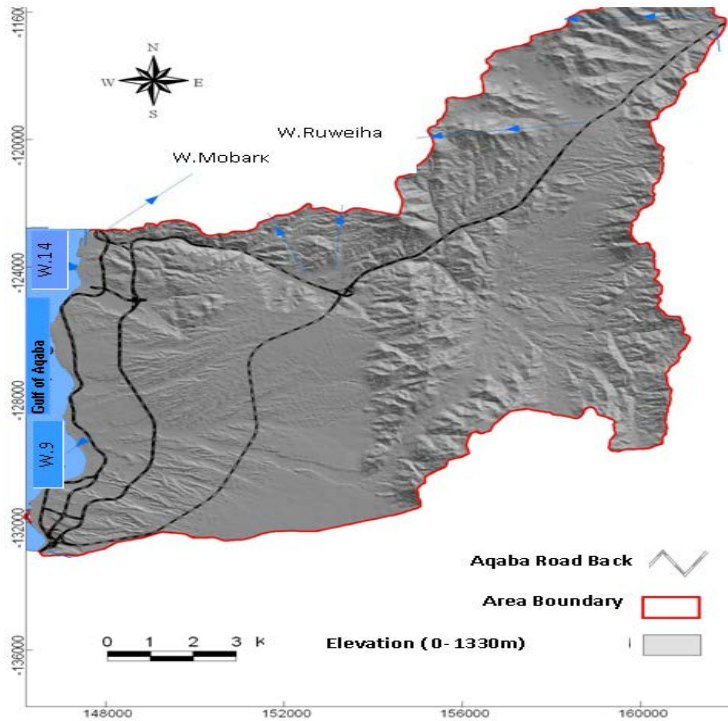 -116000
N
W E
S
-120000
W.Ruweiha
W.Mobark
W.14
-124000
Gulf of Aqaba
-128000
W.9
-132000
Aqaba Road Back
Area Boundary
Elevation (0-1330m)
0 1 2 3 K
-136000
148000 152000 156000 160000